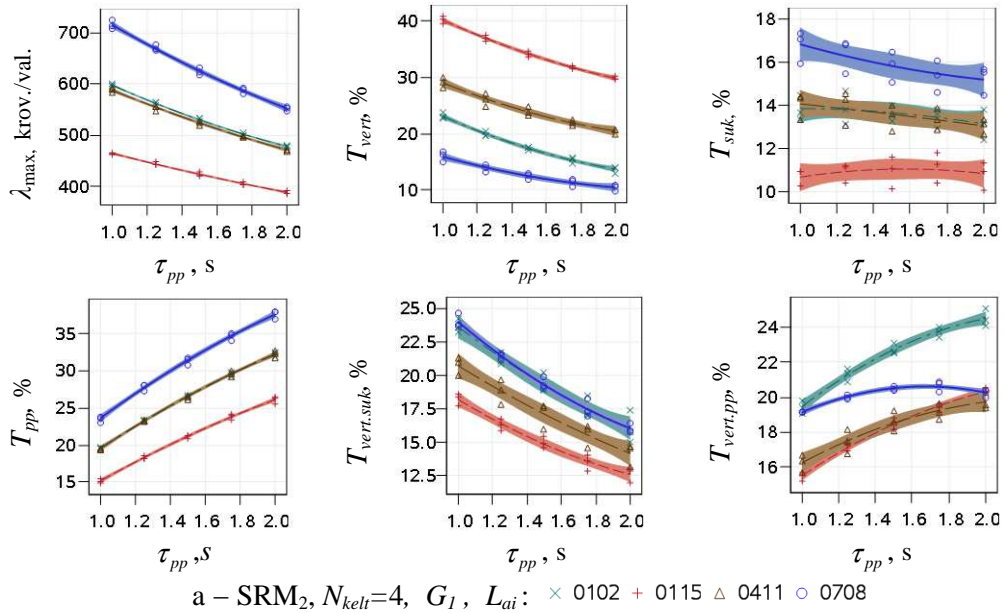 λmax, krov./val.
700
600
500
400
1.0 1.2 1.4 1.6 1.8 2.0
τpp , s
Tvertb %
40
30
20
10
1.0 1.2 1.4 1.6 1.8 2.0
τpp , s
Tsuk, %
18
16
14
12
10
1.0 1.2 1.4 1.6 1.8 2.0
τpp , s
Tpp, %
35
30
25
20
15
1.0 1.2 1.4 1.6 1.8 2.0
τpp ,s
Tvert.suk, %
25.0
22.5
20.0
17.5
15.0
12.5
1.0 1.2 1.4 1.6 1.8 2.0
τpp , s
Tvert.pp, %
24
22
20
18
16
1.0 1.2 1.4 1.6 1.8 2.0
τpp , s
a – SRM2, Nkelt=4, G1 , Lai: × 0102 + 0115 △ 0411 ○ 0708